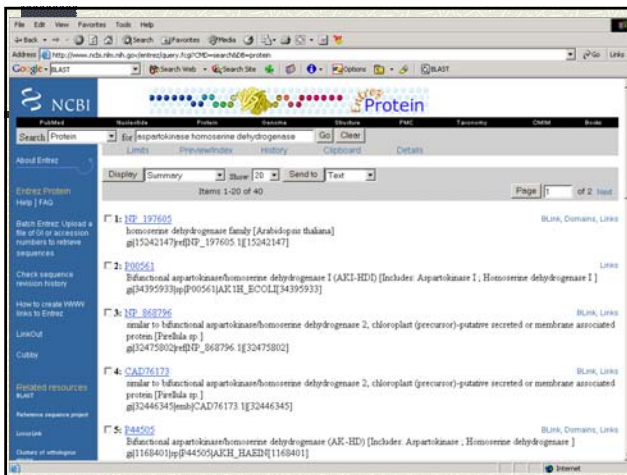 File Edit View Favorites Tools Help
Back Search Favorites Media
Address http://www.ncbi.nlm.nih.gov/entrez/query.fcgi?CMD=search&DB=protein Go Links
Google BLAST Search Web Search Site Options BLAST
NCBI Entrez Protein
PubMed Nucleotide Protein Genome Structure PMC Taxonomy OMIM Books
Search Protein for aspartokinase homoserine dehydrogenase Go Clear
Limits Preview/Index History Clipboard Details
About Entrez
Display Summary Show: 20 Send to Text
Items 1-20 of 40 Page 1 of 2 Next
Entrez Protein
Help | FAQ
Batch Entrez: Upload a
file of GI or accession
numbers to retrieve
sequences
Check sequence
revision history
How to create WWW
links to Entrez
LinkOut
Cubby
Related resources
BLAST
Reference sequence project
LocusLink
Clusters of orthologous
1: NP_197605 BLink, Domains, Links
homoserine dehydrogenase family [Arabidopsis thaliana]
gi|15242147|ref|NP_197605.1|[15242147]
2: P00561 Links
Bifunctional aspartokinase/homoserine dehydrogenase I (AKI-HDI) [Includes: Aspartokinase I ; Homoserine dehydrogenase I ]
gi|34395933|sp|P00561|AK1H_ECOLI[34395933]
3: NP_868796 BLink, Links
similar to bifunctional aspartokinase/homoserine dehydrogenase 2, chloroplast (precursor)-putative secreted or membrane associated
protein [Pirellula sp.]
gi|32475802|ref|NP_868796.1|[32475802]
4: CAD76173 BLink, Links
similar to bifunctional aspartokinase/homoserine dehydrogenase 2, chloroplast (precursor)-putative secreted or membrane associated
protein [Pirellula sp.]
gi|32446345|emb|CAD76173.1|[32446345]
5: P44505 BLink, Domains, Links
Bifunctional aspartokinase/homoserine dehydrogenase (AK-HD) [Includes: Aspartokinase ; Homoserine dehydrogenase ]
gi|1168401|sp|P44505|AKH_HAEIN[1168401]
Internet